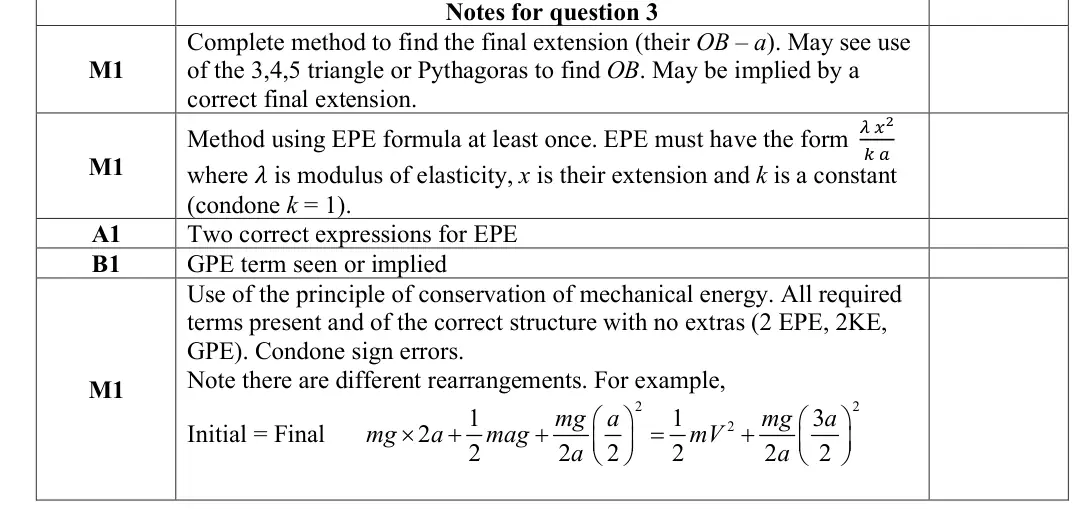 Notes for question 3
M1
Complete method to find the final extension (their OB – a). May see use
of the 3,4,5 triangle or Pythagoras to find OB. May be implied by a
correct final extension.
M1
Method using EPE formula at least once. EPE must have the form λx²/ka
where λ is modulus of elasticity, x is their extension and k is a constant
(condone k = 1).
A1
Two correct expressions for EPE
B1
GPE term seen or implied
M1
Use of the principle of conservation of mechanical energy. All required
terms present and of the correct structure with no extras (2 EPE, 2KE,
GPE). Condone sign errors.
Note there are different rearrangements. For example,
Initial = Final mg × 2a + 1/2 mag + mg/2a (a/2)² = 1/2 mV² + mg/2a (3a/2)²